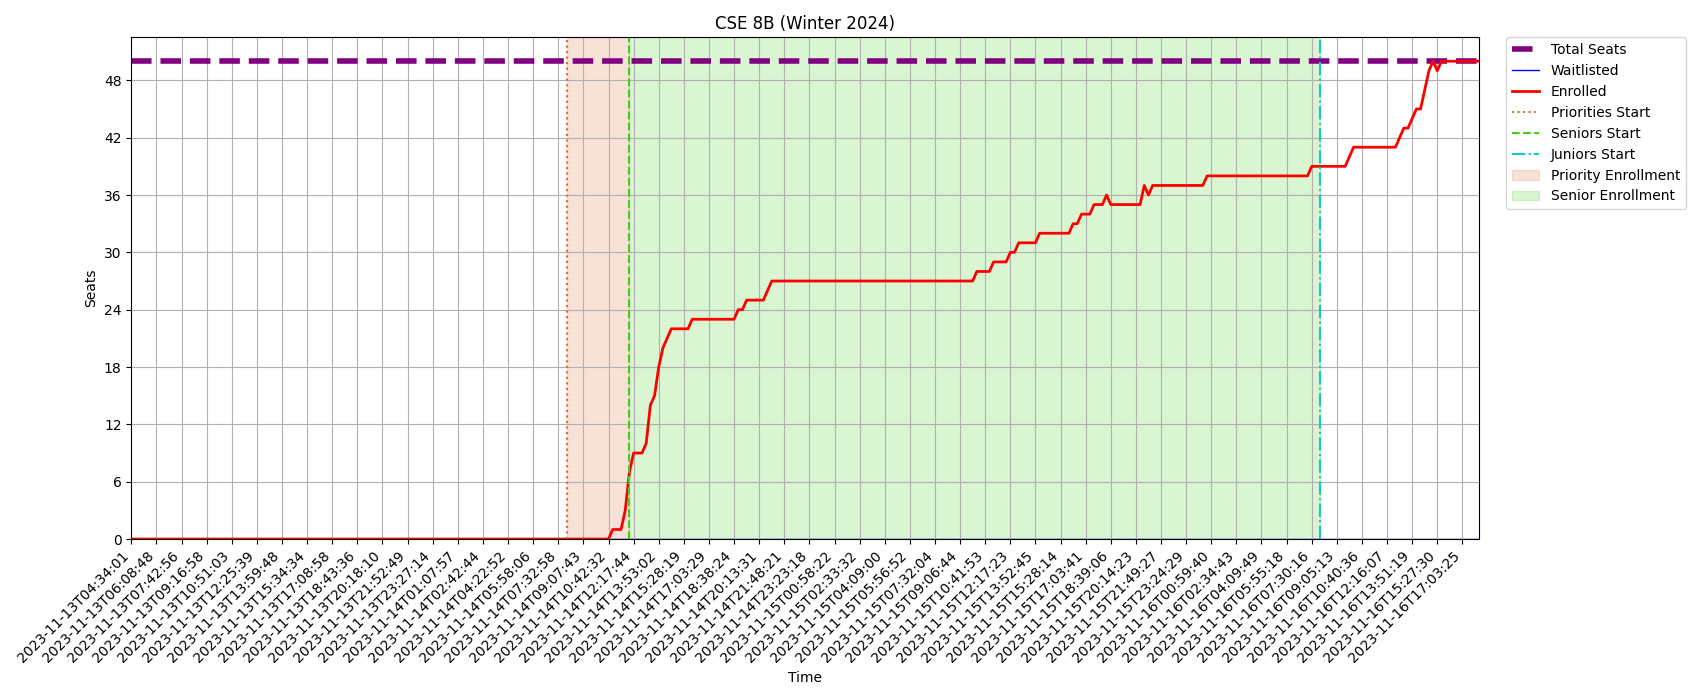 CSE 8B (Winter 2024)
Total Seats
Waitlisted
Enrolled
Priorities Start
Seniors Start
Juniors Start
Priority Enrollment
Senior Enrollment
Seats
48
42
36
30
24
18
12
6
0
2023-11-13T04:34:01
2023-11-13T06:08:48
2023-11-13T07:42:56
2023-11-13T09:16:58
2023-11-13T10:51:03
2023-11-13T12:25:39
2023-11-13T13:59:48
2023-11-13T15:34:34
2023-11-13T17:08:58
2023-11-13T18:43:36
2023-11-13T20:18:10
2023-11-13T21:52:49
2023-11-13T23:27:14
2023-11-14T01:07:57
2023-11-14T02:42:44
2023-11-14T04:22:52
2023-11-14T05:58:06
2023-11-14T07:32:58
2023-11-14T09:07:43
2023-11-14T10:42:32
2023-11-14T12:17:44
2023-11-14T13:53:02
2023-11-14T15:28:19
2023-11-14T17:03:29
2023-11-14T18:38:24
2023-11-14T20:13:31
2023-11-14T21:48:21
2023-11-14T23:23:18
2023-11-15T00:58:22
2023-11-15T02:33:32
2023-11-15T04:09:00
2023-11-15T05:56:52
2023-11-15T07:32:04
2023-11-15T09:06:44
2023-11-15T10:41:53
2023-11-15T12:17:23
2023-11-15T13:52:45
2023-11-15T15:28:14
2023-11-15T17:03:41
2023-11-15T18:39:06
2023-11-15T20:14:23
2023-11-15T21:49:27
2023-11-15T23:24:29
2023-11-16T00:59:40
2023-11-16T02:34:43
2023-11-16T04:09:49
2023-11-16T05:55:18
2023-11-16T07:30:16
2023-11-16T09:05:13
2023-11-16T10:40:36
2023-11-16T12:16:07
2023-11-16T13:51:19
2023-11-16T15:27:30
2023-11-16T17:03:25
Time